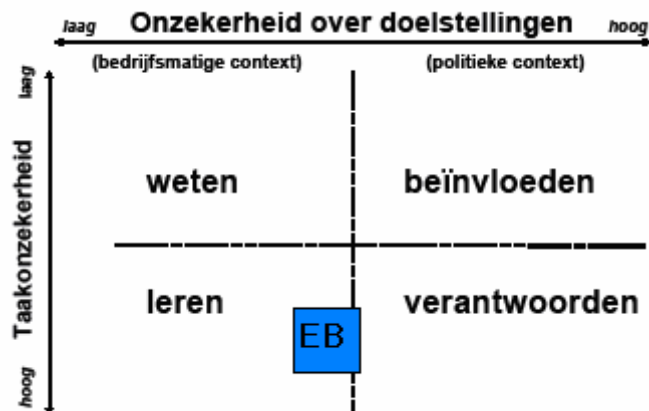 Onzekerheid over doelstellingen
laag
hoog
(bedrijfsmatige context)
(politieke context)
laag
Taakonzekerheid
hoog
weten
beïnvloeden
leren
verantwoorden
EB